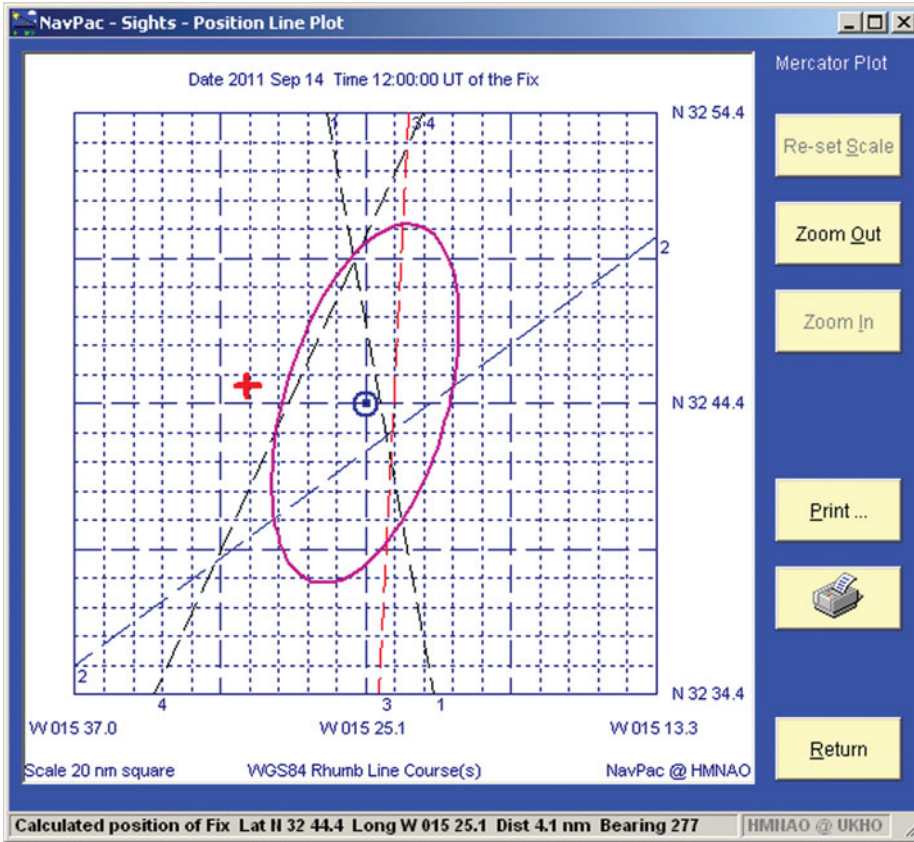 NavPac - Sights - Position Line Plot
Date 2011 Sep 14 Time 12:00:00 UT of the Fix
Mercator Plot
1 3 4
N 32 54.4
Re-set Scale
Zoom Out
2
Zoom In
N 32 44.4
Print ...
2
4 3 1
N 32 34.4
W 015 37.0 W 015 25.1 W 015 13.3
Return
Scale 20 nm square WGS84 Rhumb Line Course(s) NavPac @ HMNAO
Calculated position of Fix Lat N 32 44.4 Long W 015 25.1 Dist 4.1 nm Bearing 277 HMNAO @ UKHO